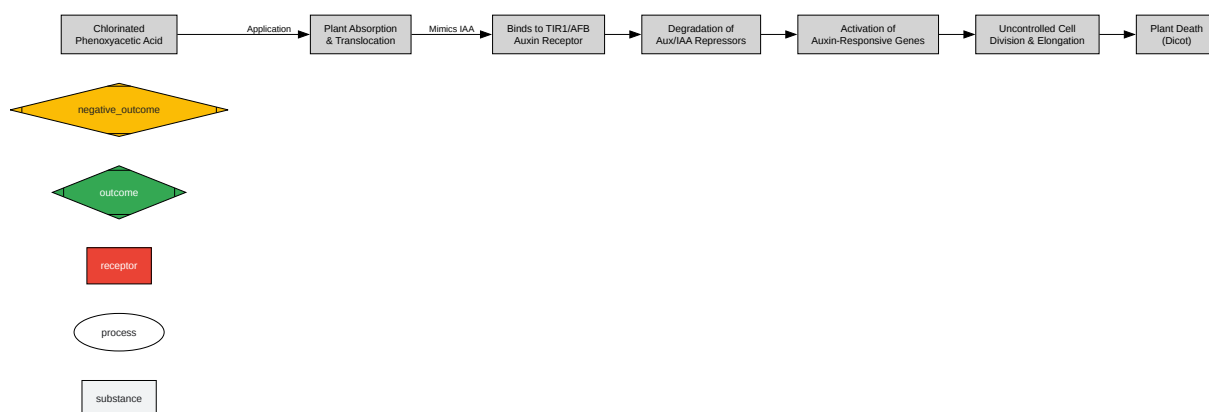 Chlorinated
Phenoxyacetic Acid
Application
Plant Absorption
& Translocation
Mimics IAA
Binds to TIR1/AFB
Auxin Receptor
Degradation of
Aux/IAA Repressors
Activation of
Auxin-Responsive Genes
Uncontrolled Cell
Division & Elongation
Plant Death
(Dicot)
negative_outcome
outcome
receptor
process
substance